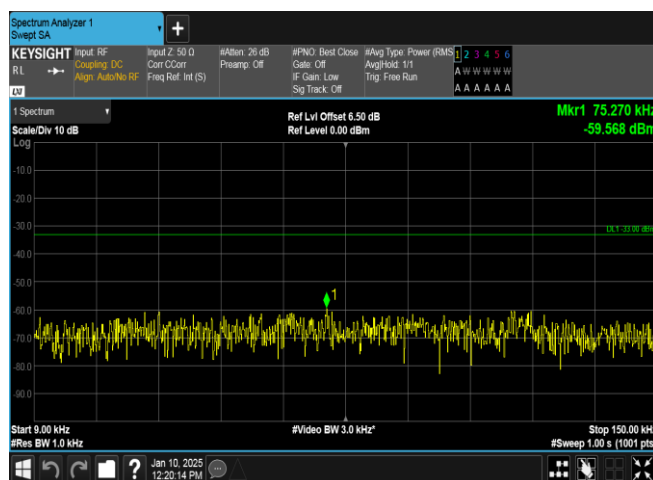 Spectrum Analyzer 1
Swept SA
+
KEYSIGHT
RL
LXI
Input: RF
Coupling: DC
Align: Auto/No RF
Input Z: 50 Ω
Corr CCorr
Freq Ref: Int (S)
#Atten: 26 dB
Preamp: Off
#PNO: Best Close
Gate: Off
IF Gain: Low
Sig Track: Off
#Avg Type: Power (RMS
Avg|Hold: 1/1
Trig: Free Run
1 2 3 4 5 6
A W W W W W
A A A A A A
1 Spectrum
Scale/Div 10 dB
Log
Ref Lvl Offset 6.50 dB
Ref Level 0.00 dBm
Mkr1 75.270 kHz
-59.568 dBm
-10.0
-20.0
-30.0
DL1 -33.00 dBm
-40.0
-50.0
1
-60.0
-70.0
-80.0
-90.0
Start 9.00 kHz
#Res BW 1.0 kHz
#Video BW 3.0 kHz*
Stop 150.00 kHz
#Sweep 1.00 s (1001 pts)
?
Jan 10, 2025
12:20:14 PM